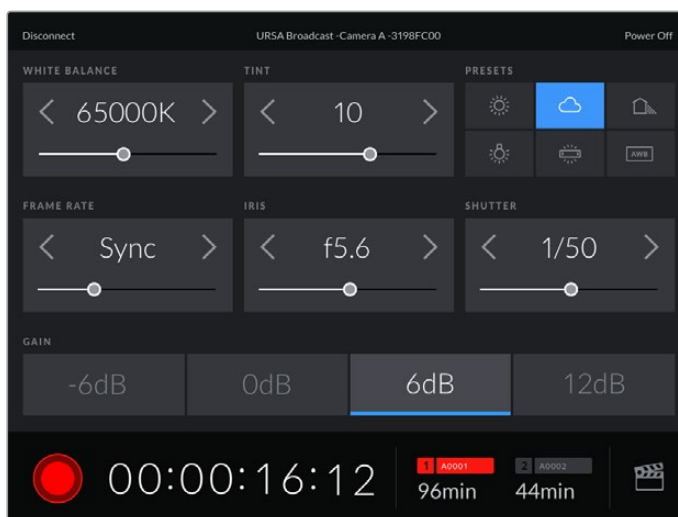 Disconnect URSA Broadcast -Camera A -3198FC00 Power Off
WHITE BALANCE TINT PRESETS
65000K 10
AWB
FRAME RATE IRIS SHUTTER
Sync f5.6 1/50
GAIN
-6dB 0dB 6dB 12dB
00:00:16:12 1 A0001 2 A0002
96min 44min